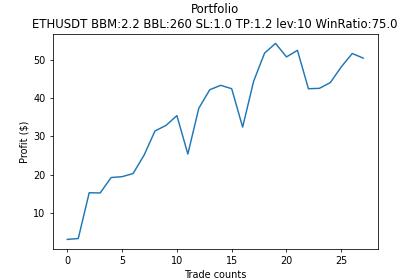 Portfolio
ETHUSDT BBM:2.2 BBL:260 SL:1.0 TP:1.2 lev:10 WinRatio:75.0
50
40
30
20
10
Profit ($)
0 5 10 15 20 25
Trade counts